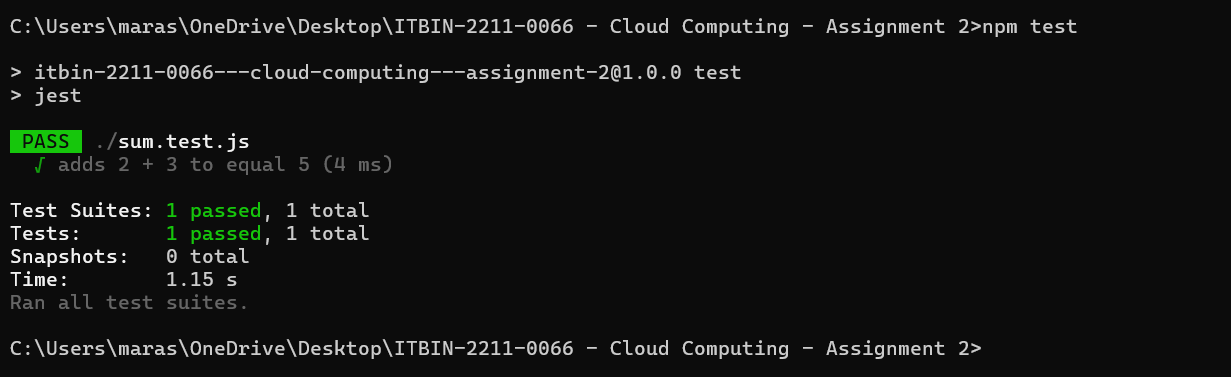 C:\Users\maras\OneDrive\Desktop\ITBIN-2211-0066 - Cloud Computing - Assignment 2>npm test
> itbin-2211-0066---cloud-computing---assignment-2@1.0.0 test
> jest
PASS ./sum.test.js
√ adds 2 + 3 to equal 5 (4 ms)
Test Suites: 1 passed, 1 total
Tests: 1 passed, 1 total
Snapshots: 0 total
Time: 1.15 s
Ran all test suites.
C:\Users\maras\OneDrive\Desktop\ITBIN-2211-0066 - Cloud Computing - Assignment 2>